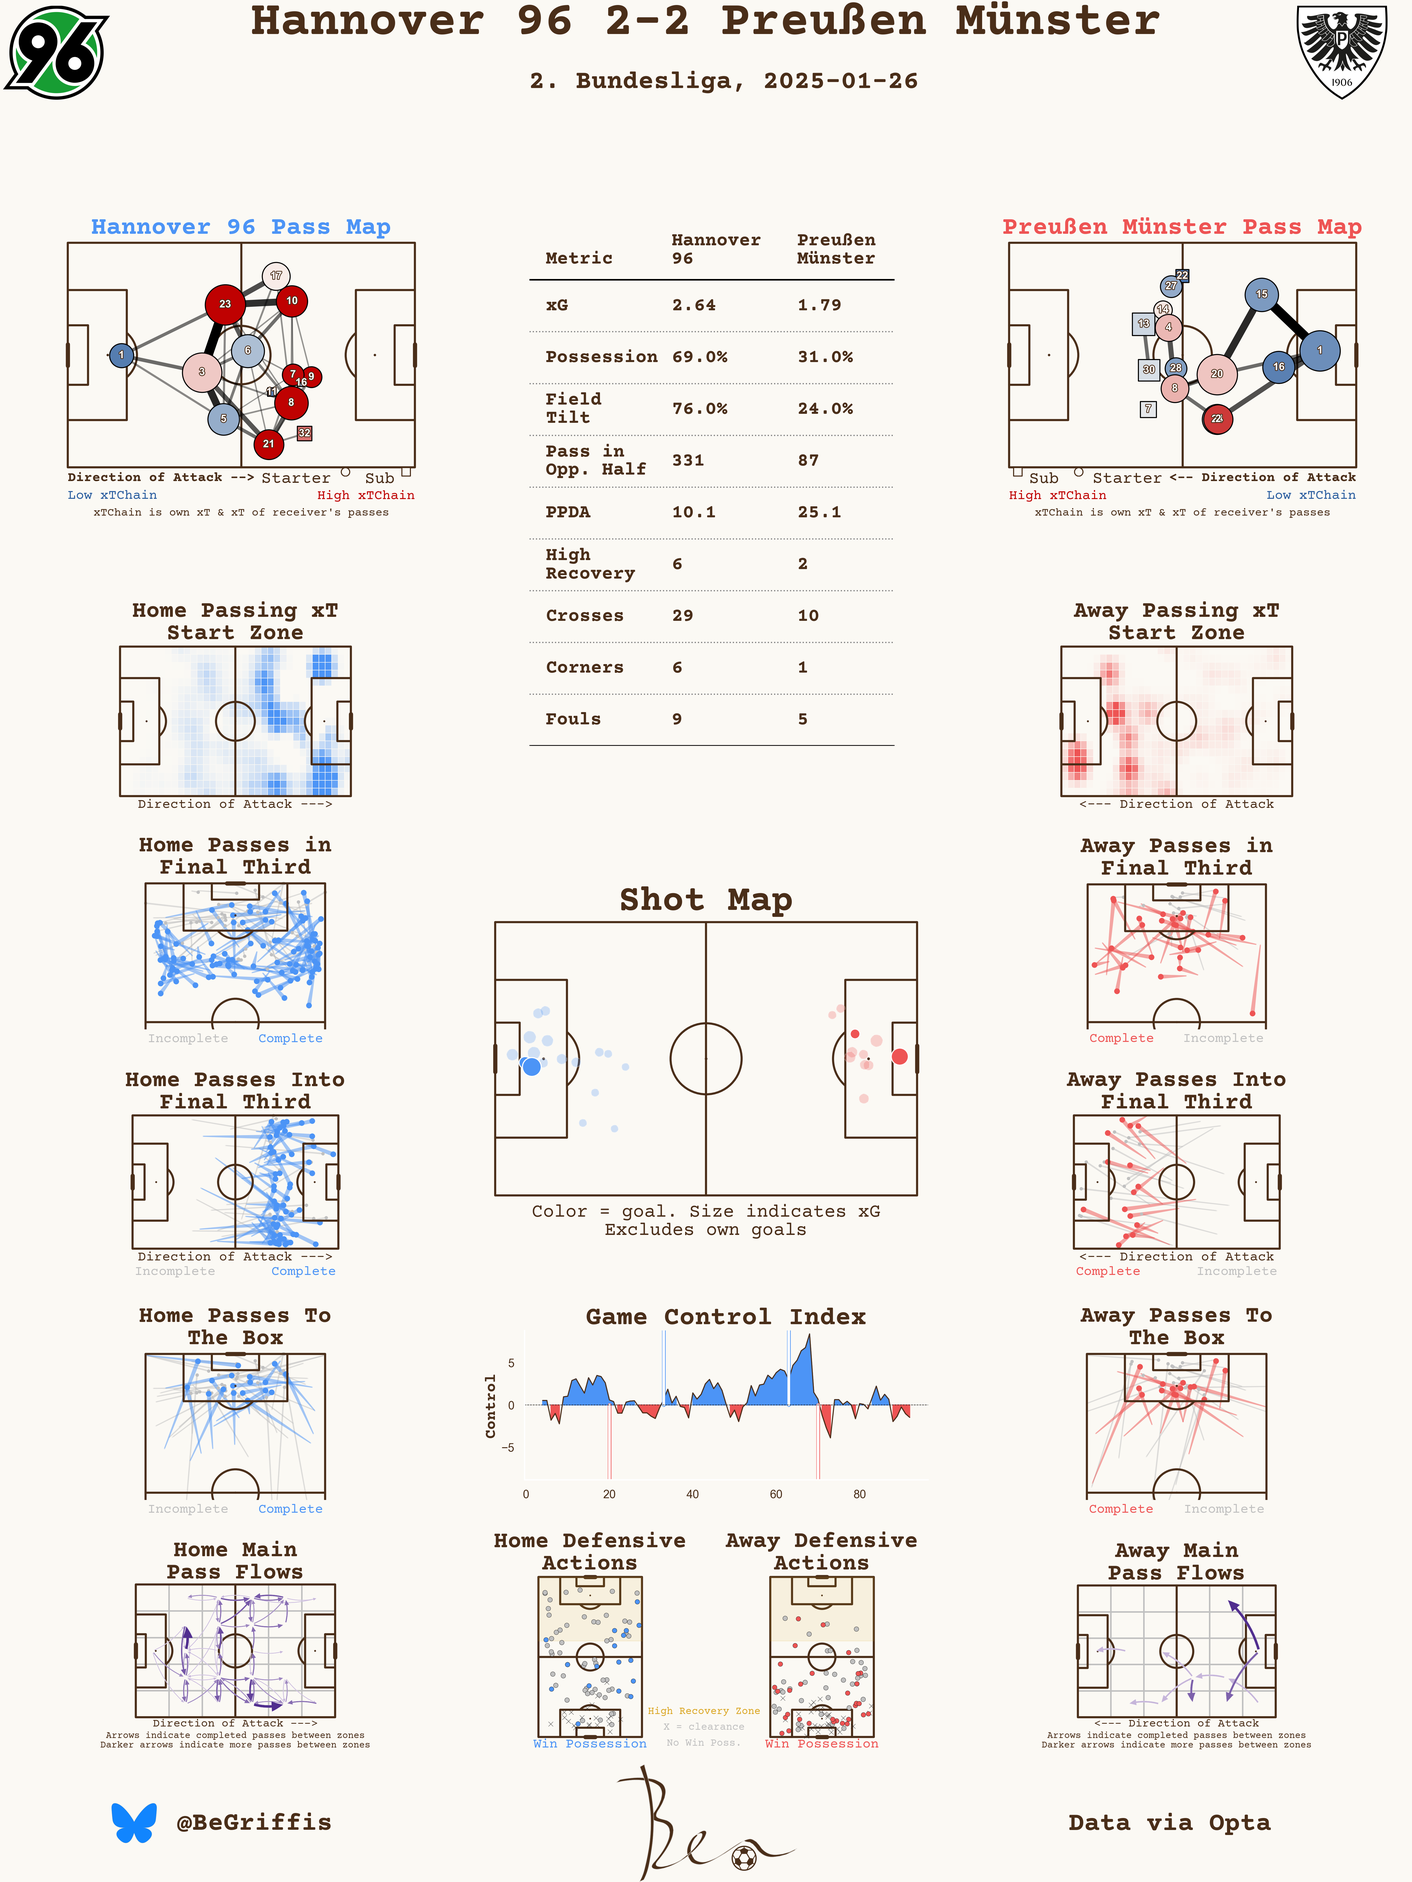 Hannover 96 2-2 Preußen Münster
2. Bundesliga, 2025-01-26
96
P
1906
Hannover 96 Pass Map
17
23
10
1
6
3
7
9
16
11
8
5
32
21
Direction of Attack --> Starter Sub
Low xTChain High xTChain
xTChain is own xT & xT of receiver's passes
Metric Hannover 96 Preußen Münster
xG 2.64 1.79
Possession 69.0% 31.0%
Field Tilt 76.0% 24.0%
Pass in Opp. Half 331 87
PPDA 10.1 25.1
High Recovery 6 2
Crosses 29 10
Corners 6 1
Fouls 9 5
Preußen Münster Pass Map
22
27
15
14
13
4
1
30
28
16
20
8
7
Sub Starter <-- Direction of Attack
High xTChain Low xTChain
xTChain is own xT & xT of receiver's passes
Home Passing xT
Start Zone
Direction of Attack --->
Away Passing xT
Start Zone
<--- Direction of Attack
Home Passes in
Final Third
Incomplete Complete
Away Passes in
Final Third
Complete Incomplete
Shot Map
Color = goal. Size indicates xG
Excludes own goals
Home Passes Into
Final Third
Direction of Attack --->
Incomplete Complete
Away Passes Into
Final Third
<--- Direction of Attack
Complete Incomplete
Home Passes To
The Box
Incomplete Complete
Game Control Index
Control
5
0
−5
0 20 40 60 80
Away Passes To
The Box
Complete Incomplete
Home Main
Pass Flows
Direction of Attack --->
Arrows indicate completed passes between zones
Darker arrows indicate more passes between zones
Home Defensive
Actions
Win Possession
Away Defensive
Actions
Win Possession
High Recovery Zone
X = clearance
No Win Poss.
Away Main
Pass Flows
<--- Direction of Attack
Arrows indicate completed passes between zones
Darker arrows indicate more passes between zones
@BeGriffis
Ben
Data via Opta